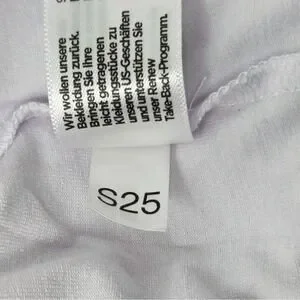 Wir wollen unsere
Bekleidung zurück.
Bringen Sie Ihre
leicht getragenen
Kleidungsstücke zu
unseren US-Geschäften
und unterstützen Sie
unser Renew
Take-Back-Programm.
S25